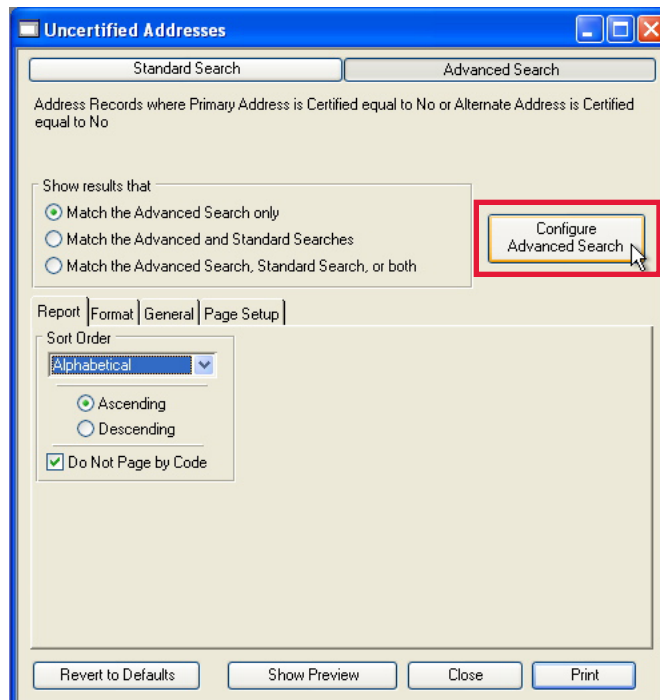 Uncertified Addresses
Standard Search
Advanced Search
Address Records where Primary Address is Certified equal to No or Alternate Address is Certified
equal to No
Show results that
Match the Advanced Search only
Match the Advanced and Standard Searches
Match the Advanced Search, Standard Search, or both
Configure
Advanced Search
Report
Format
General
Page Setup
Sort Order
Alphabetical
Ascending
Descending
Do Not Page by Code
Revert to Defaults
Show Preview
Close
Print